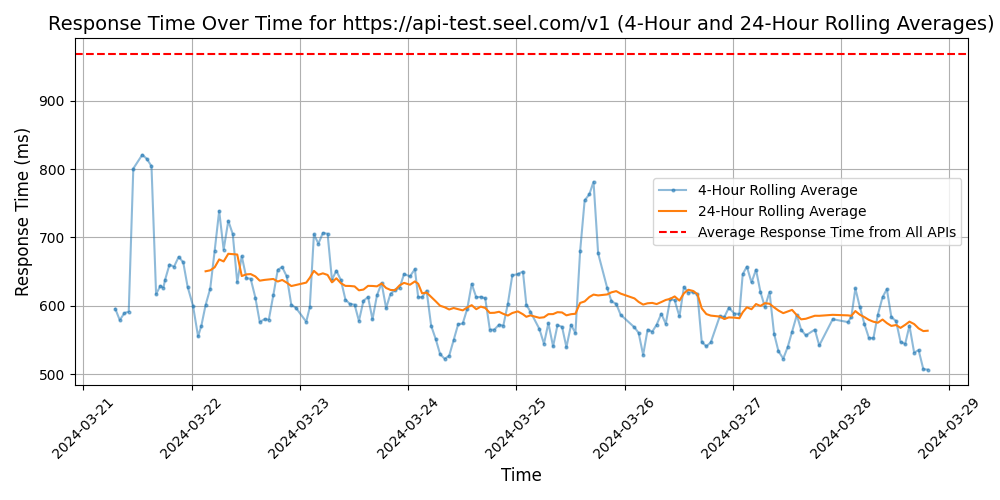 Response Time Over Time for https://api-test.seel.com/v1 (4-Hour and 24-Hour Rolling Averages)
Response Time (ms)
900
800
700
600
500
4-Hour Rolling Average
24-Hour Rolling Average
Average Response Time from All APIs
2024-03-21
2024-03-22
2024-03-23
2024-03-24
2024-03-25
2024-03-26
2024-03-27
2024-03-28
2024-03-29
Time